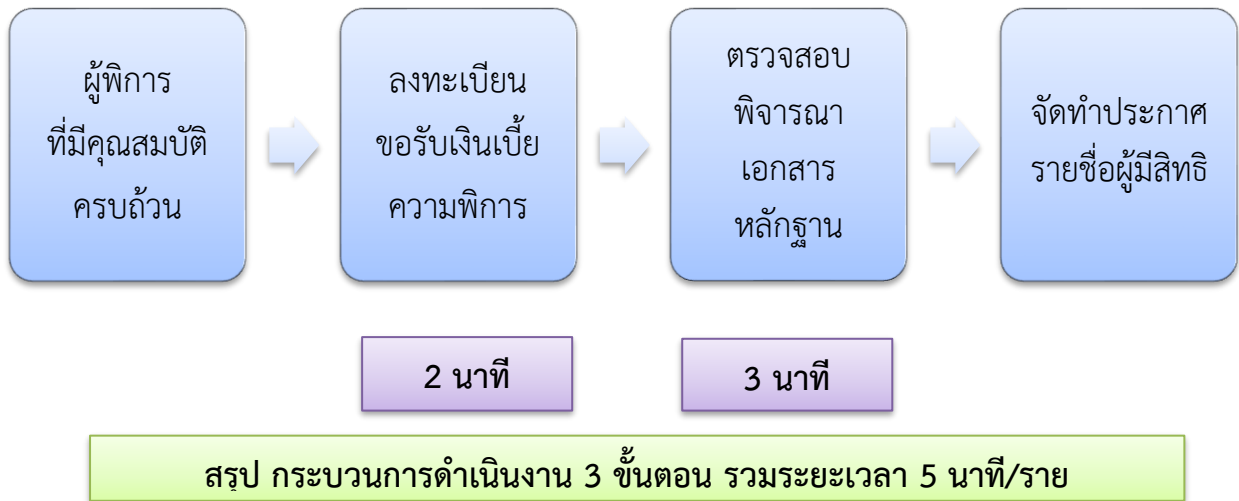 ผู้พิการ
ที่มีคุณสมบัติ
ครบถ้วน
ลงทะเบียน
ขอรับเงินเบี้ย
ความพิการ
ตรวจสอบ
พิจารณา
เอกสาร
หลักฐาน
จัดทำประกาศ
รายชื่อผู้มีสิทธิ
2 นาที
3 นาที
สรุป กระบวนการดำเนินงาน 3 ขั้นตอน รวมระยะเวลา 5 นาที/ราย